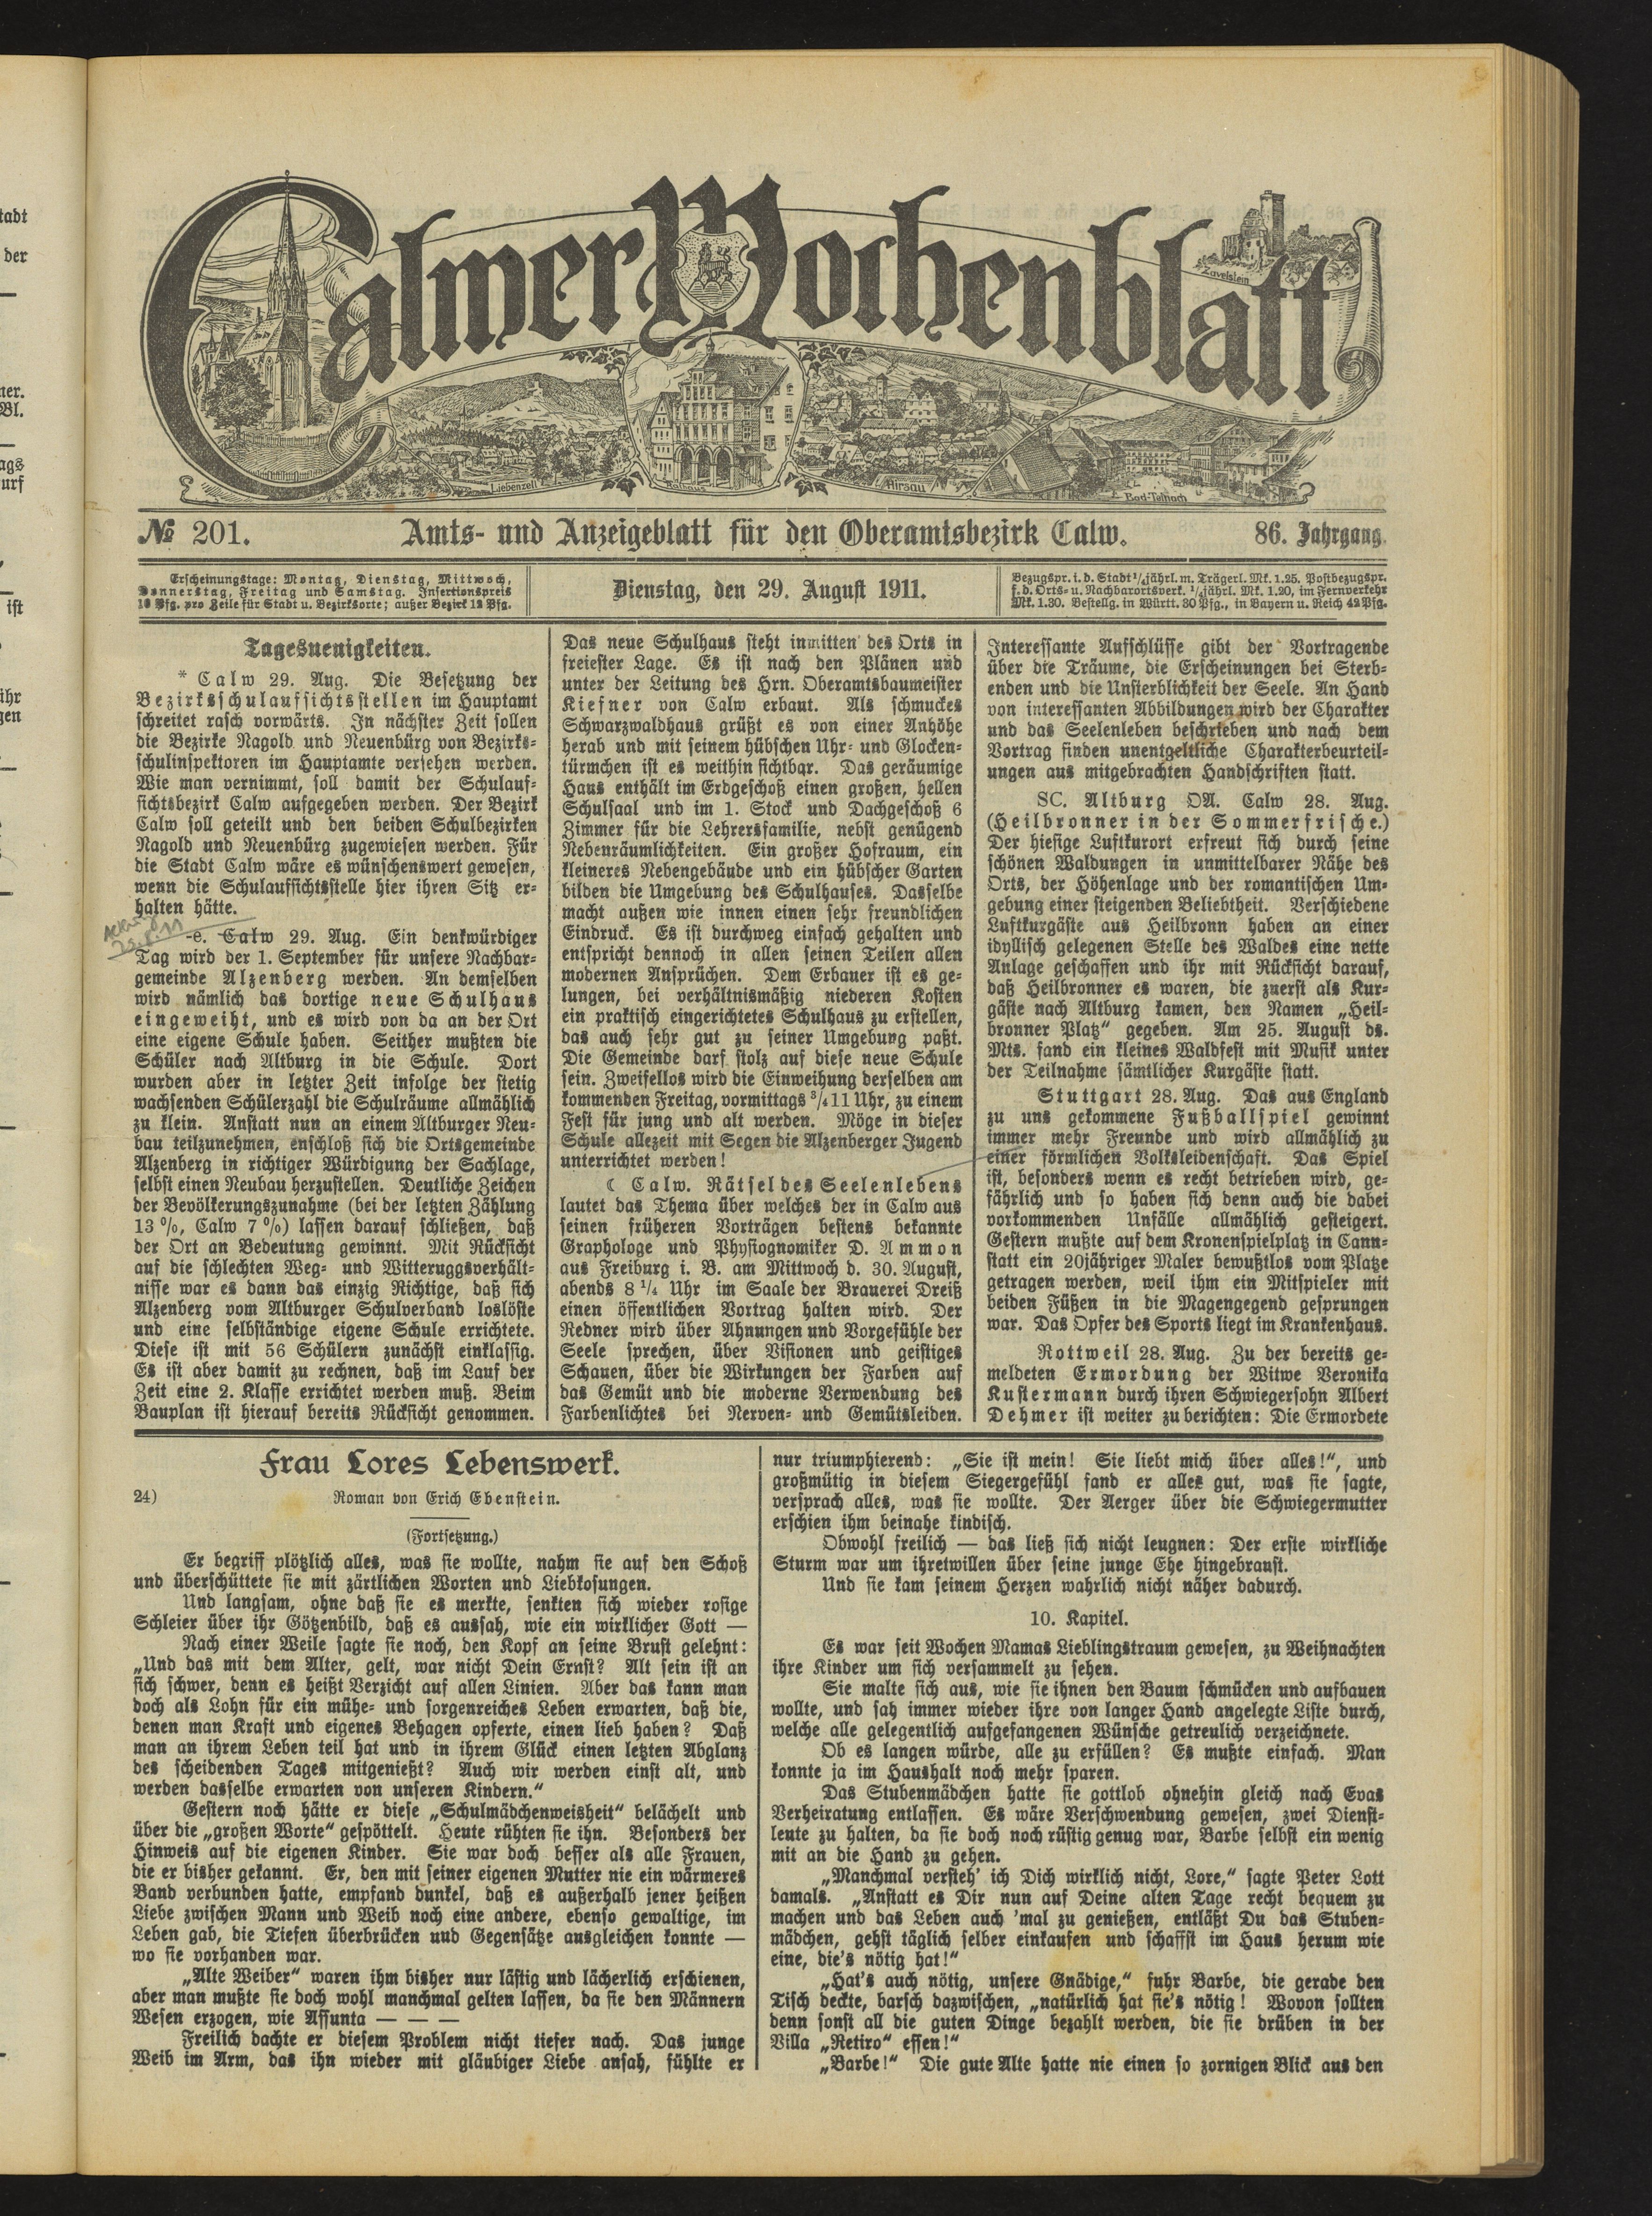 Calwer Wochenblatt
Zavelstein
Liebenzell
Rathaus
Hirsau
Bad-Teinach
№ 201.
Amts- und Anzeigeblatt für den Oberamtsbezirk Calw.
86. Jahrgang.
Erscheinungstage: Montag, Dienstag, Mittwoch,
Donnerstag, Freitag und Samstag. Insertionspreis
10 Pfg. pro Zeile für Stadt u. Bezirksorte; außer Bezirk 12 Pfg.
Dienstag, den 29. August 1911.
Bezugspr. i. d. Stadt ¼jährl. m. Trägerl. Mk. 1.25. Postbezugspr.
f. d. Orts- u. Nachbarortsverk. ¼jährl. Mk. 1.20, im Fernverkehr
Mk. 1.30. Bestellg. in Württ. 30 Pfg., in Bayern u. Reich 42 Pfg.
Tagesneuigkeiten.
* Calw 29. Aug. Die Besetzung der
Bezirksschulaufsichtsstellen im Hauptamt
schreitet rasch vorwärts. In nächster Zeit sollen
die Bezirke Nagold und Neuenbürg von Bezirks-
schulinspektoren im Hauptamte versehen werden.
Wie man vernimmt, soll damit der Schulauf-
sichtsbezirk Calw aufgegeben werden. Der Bezirk
Calw soll geteilt und den beiden Schulbezirken
Nagold und Neuenbürg zugewiesen werden. Für
die Stadt Calw wäre es wünschenswert gewesen,
wenn die Schulaufsichtsstelle hier ihren Sitz er-
halten hätte.
-e. Calw 29. Aug. Ein denkwürdiger
Tag wird der 1. September für unsere Nachbar-
gemeinde Alzenberg werden. An demselben
wird nämlich das dortige neue Schulhaus
eingeweiht, und es wird von da an der Ort
eine eigene Schule haben. Seither mußten die
Schüler nach Altburg in die Schule. Dort
wurden aber in letzter Zeit infolge der stetig
wachsenden Schülerzahl die Schulräume allmählich
zu klein. Anstatt nun an einem Altburger Neu-
bau teilzunehmen, enschloß sich die Ortsgemeinde
Alzenberg in richtiger Würdigung der Sachlage,
selbst einen Neubau herzustellen. Deutliche Zeichen
der Bevölkerungszunahme (bei der letzten Zählung
13 %, Calw 7 %) lassen darauf schließen, daß
der Ort an Bedeutung gewinnt. Mit Rücksicht
auf die schlechten Weg- und Witteruggsverhält-
nisse war es dann das einzig Richtige, daß sich
Alzenberg vom Altburger Schulverband loslöste
und eine selbständige eigene Schule errichtete.
Diese ist mit 56 Schülern zunächst einklassig.
Es ist aber damit zu rechnen, daß im Lauf der
Zeit eine 2. Klasse errichtet werden muß. Beim
Bauplan ist hierauf bereits Rücksicht genommen.
Das neue Schulhaus steht inmitten des Orts in
freiester Lage. Es ist nach den Plänen und
unter der Leitung des Hrn. Oberamtsbaumeister
Kiefner von Calw erbaut. Als schmuckes
Schwarzwaldhaus grüßt es von einer Anhöhe
herab und mit seinem hübschen Uhr- und Glocken-
türmchen ist es weithin sichtbar. Das geräumige
Haus enthält im Erdgeschoß einen großen, hellen
Schulsaal und im 1. Stock und Dachgeschoß 6
Zimmer für die Lehrersfamilie, nebst genügend
Nebenräumlichkeiten. Ein großer Hofraum, ein
kleineres Nebengebäude und ein hübscher Garten
bilden die Umgebung des Schulhauses. Dasselbe
macht außen wie innen einen sehr freundlichen
Eindruck. Es ist durchweg einfach gehalten und
entspricht dennoch in allen seinen Teilen allen
modernen Ansprüchen. Dem Erbauer ist es ge-
lungen, bei verhältnismäßig niederen Kosten
ein praktisch eingerichtetes Schulhaus zu erstellen,
das auch sehr gut zu seiner Umgebung paßt.
Die Gemeinde darf stolz auf diese neue Schule
sein. Zweifellos wird die Einweihung derselben am
kommenden Freitag, vormittags ¾11 Uhr, zu einem
Fest für jung und alt werden. Möge in dieser
Schule allezeit mit Segen die Alzenberger Jugend
unterrichtet werden!
☾ Calw. Rätsel des Seelenlebens
lautet das Thema über welches der in Calw aus
seinen früheren Vorträgen bestens bekannte
Graphologe und Physiognomiker D. Ammon
aus Freiburg i. B. am Mittwoch d. 30. August,
abends 8 ¼ Uhr im Saale der Brauerei Dreiß
einen öffentlichen Vortrag halten wird. Der
Redner wird über Ahnungen und Vorgefühle der
Seele sprechen, über Visionen und geistiges
Schauen, über die Wirkungen der Farben auf
das Gemüt und die moderne Verwendung des
Farbenlichtes bei Nerven- und Gemütsleiden.
Interessante Aufschlüsse gibt der Vortragende
über die Träume, die Erscheinungen bei Sterb-
enden und die Unsterblichkeit der Seele. An Hand
von interessanten Abbildungen wird der Charakter
und das Seelenleben beschrieben und nach dem
Vortrag finden unentgeltliche Charakterbeurteil-
ungen aus mitgebrachten Handschriften statt.
SC. Altburg OA. Calw 28. Aug.
(Heilbronner in der Sommerfrische.)
Der hiesige Luftkurort erfreut sich durch seine
schönen Waldungen in unmittelbarer Nähe des
Orts, der Höhenlage und der romantischen Um-
gebung einer steigenden Beliebtheit. Verschiedene
Luftkurgäste aus Heilbronn haben an einer
idyllisch gelegenen Stelle des Waldes eine nette
Anlage geschaffen und ihr mit Rücksicht darauf,
daß Heilbronner es waren, die zuerst als Kur-
gäste nach Altburg kamen, den Namen „Heil-
bronner Platz“ gegeben. Am 25. August ds.
Mts. fand ein kleines Waldfest mit Musik unter
der Teilnahme sämtlicher Kurgäste statt.
Stuttgart 28. Aug. Das aus England
zu uns gekommene Fußballspiel gewinnt
immer mehr Freunde und wird allmählich zu
einer förmlichen Volksleidenschaft. Das Spiel
ist, besonders wenn es recht betrieben wird, ge-
fährlich und so haben sich denn auch die dabei
vorkommenden Unfälle allmählich gesteigert.
Gestern mußte auf dem Kronenspielplatz in Cann-
statt ein 20jähriger Maler bewußtlos vom Platze
getragen werden, weil ihm ein Mitspieler mit
beiden Füßen in die Magengegend gesprungen
war. Das Opfer des Sports liegt im Krankenhaus.
Rottweil 28. Aug. Zu der bereits ge-
meldeten Ermordung der Witwe Veronika
Kustermann durch ihren Schwiegersohn Albert
Dehmer ist weiter zu berichten: Die Ermordete
Frau Lores Lebenswerk.
24) Roman von Erich Ebenstein.
(Fortsetzung.)
Er begriff plötzlich alles, was sie wollte, nahm sie auf den Schoß
und überschüttete sie mit zärtlichen Worten und Liebkosungen.
Und langsam, ohne daß sie es merkte, senkten sich wieder rosige
Schleier über ihr Götzenbild, daß es aussah, wie ein wirklicher Gott —
Nach einer Weile sagte sie noch, den Kopf an seine Brust gelehnt:
„Und das mit dem Alter, gelt, war nicht Dein Ernst? Alt sein ist an
sich schwer, denn es heißt Verzicht auf allen Linien. Aber das kann man
doch als Lohn für ein mühe- und sorgenreiches Leben erwarten, daß die,
denen man Kraft und eigenes Behagen opferte, einen lieb haben? Daß
man an ihrem Leben teil hat und in ihrem Glück einen letzten Abglanz
des scheidenden Tages mitgenießt? Auch wir werden einst alt, und
werden dasselbe erwarten von unseren Kindern.“
Gestern noch hätte er diese „Schulmädchenweisheit“ belächelt und
über die „großen Worte“ gespöttelt. Heute rühten sie ihn. Besonders der
Hinweis auf die eigenen Kinder. Sie war doch besser als alle Frauen,
die er bisher gekannt. Er, den mit seiner eigenen Mutter nie ein wärmeres
Band verbunden hatte, empfand dunkel, daß es außerhalb jener heißen
Liebe zwischen Mann und Weib noch eine andere, ebenso gewaltige, im
Leben gab, die Tiefen überbrücken und Gegensätze ausgleichen konnte —
wo sie vorhanden war.
„Alte Weiber“ waren ihm bisher nur lästig und lächerlich erschienen,
aber man mußte sie doch wohl manchmal gelten lassen, da sie den Männern
Wesen erzogen, wie Assunta — — —
Freilich dachte er diesem Problem nicht tiefer nach. Das junge
Weib im Arm, das ihn wieder mit gläubiger Liebe ansah, fühlte er
nur triumphierend: „Sie ist mein! Sie liebt mich über alles!“, und
großmütig in diesem Siegergefühl fand er alles gut, was sie sagte,
versprach alles, was sie wollte. Der Aerger über die Schwiegermutter
erschien ihm beinahe kindisch.
Obwohl freilich — das ließ sich nicht leugnen: Der erste wirkliche
Sturm war um ihretwillen über seine junge Ehe hingebraust.
Und sie kam seinem Herzen wahrlich nicht näher dadurch.
10. Kapitel.
Es war seit Wochen Mamas Lieblingstraum gewesen, zu Weihnachten
ihre Kinder um sich versammelt zu sehen.
Sie malte sich aus, wie sie ihnen den Baum schmücken und aufbauen
wollte, und sah immer wieder ihre von langer Hand angelegte Liste durch,
welche alle gelegentlich aufgefangenen Wünsche getreulich verzeichnete.
Ob es langen würde, alle zu erfüllen? Es mußte einfach. Man
konnte ja im Haushalt noch mehr sparen.
Das Stubenmädchen hatte sie gottlob ohnehin gleich nach Evas
Verheiratung entlassen. Es wäre Verschwendung gewesen, zwei Dienst-
leute zu halten, da sie doch noch rüstig genug war, Barbe selbst ein wenig
mit an die Hand zu gehen.
„Manchmal versteh' ich Dich wirklich nicht, Lore,“ sagte Peter Lott
damals. „Anstatt es Dir nun auf Deine alten Tage recht bequem zu
machen und das Leben auch 'mal zu genießen, entläßt Du das Stuben-
mädchen, gehst täglich selber einkaufen und schaffst im Haus herum wie
eine, die's nötig hat!“
„Hat's auch nötig, unsere Gnädige,“ fuhr Barbe, die gerade den
Tisch deckte, barsch dazwischen, „natürlich hat sie's nötig! Wovon sollten
denn sonst all die guten Dinge bezahlt werden, die sie drüben in der
Villa „Retiro“ essen!“
„Barbe!“ Die gute Alte hatte nie einen so zornigen Blick aus den